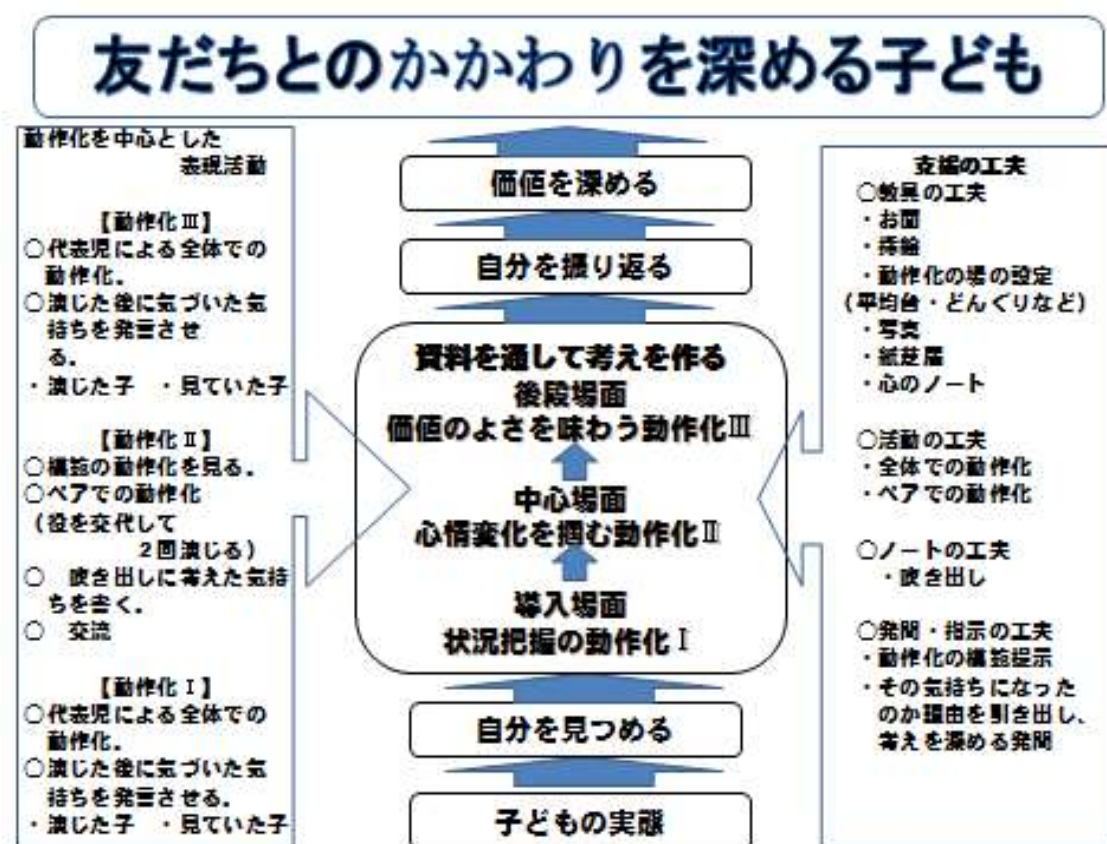 友だちとのかかわりを深める子ども
動作化を中心とした
表現活動
【動作化Ⅲ】
○代表児による全体での
動作化．
○演じた後に気づいた気
持ちを発言させ
る．
・演じた子　・見ていた子
【動作化Ⅱ】
○模範の動作化を見る．
○ペアでの動作化
（役を交代して
２回演じる）
○　吹き出しに考えた気持
ちを書く．
○　交流
【動作化Ⅰ】
○代表児による全体での
動作化．
○演じた後に気づいた気
持ちを発言させる．
・演じた子　・見ていた子
価値を深める
自分を振り返る
資料を通して考えを作る
後段場面
価値のよさを味わう動作化Ⅲ
中心場面
心情変化を掴む動作化Ⅱ
導入場面
状況把握の動作化Ⅰ
自分を見つめる
子どもの実態
支援の工夫
○教具の工夫
・お面
・挿絵
・動作化の場の設定
（平均台・どんぐりなど）
・写真
・紙芝居
・心のノート
○活動の工夫
・全体での動作化
・ペアでの動作化
○ノートの工夫
・吹き出し
○発問・指示の工夫
・動作化の模範提示
・その気持ちになった
のか理由を引き出し、
考えを深める発問